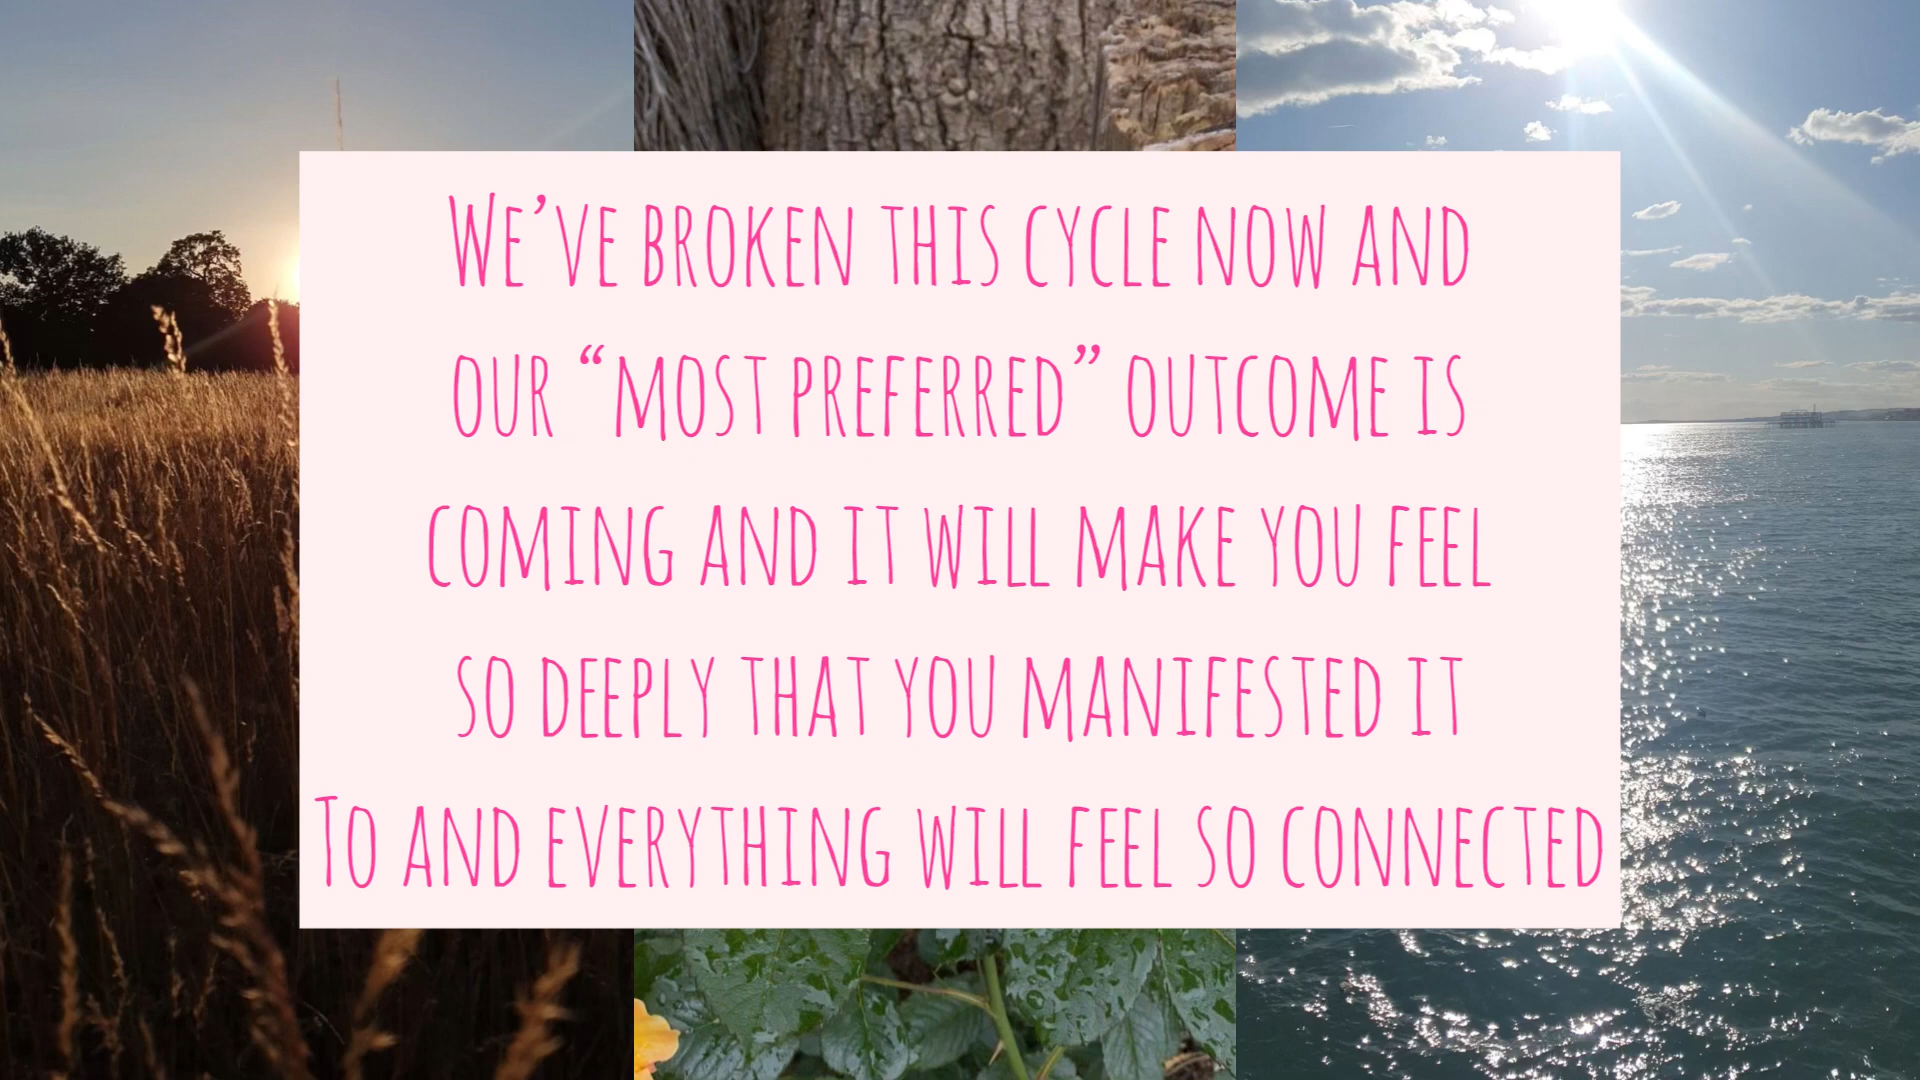 We’ve broken this cycle now and
our “most preferred” outcome is
coming and it will make you feel
so deeply that you manifested it
To and everything will feel so connected